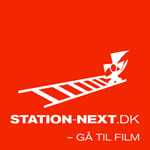 STATION-NEXT.DK
– GÅ TIL FILM